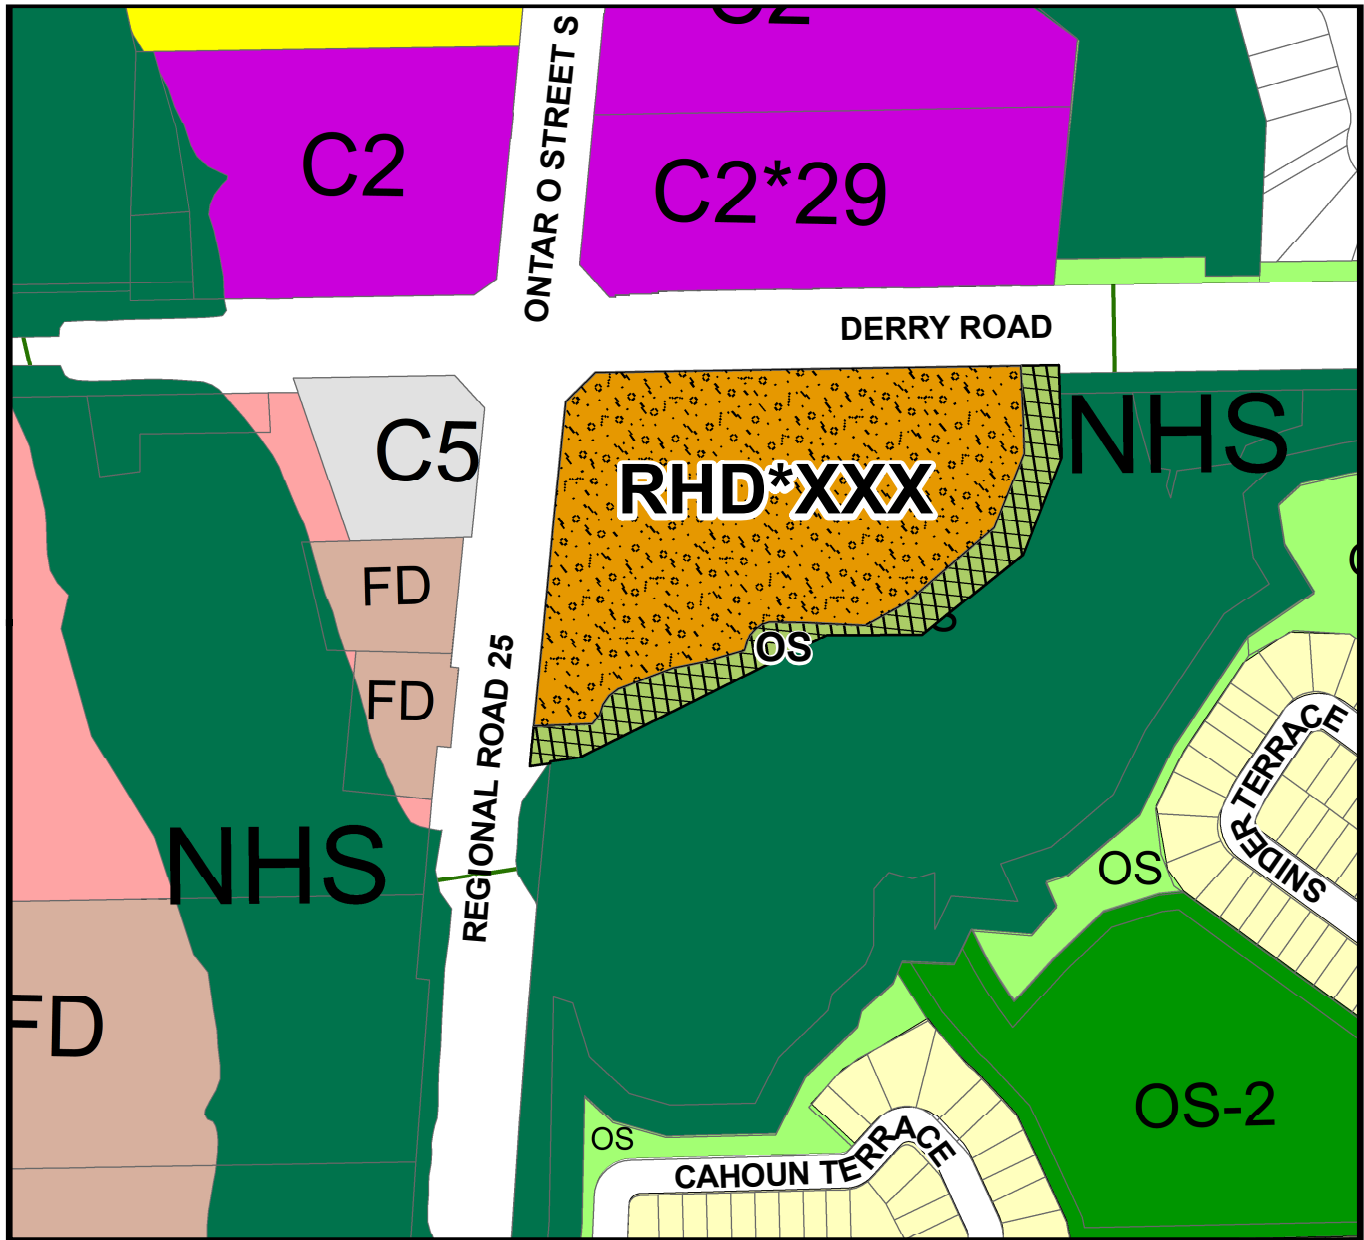 C2
C2
ONTAR O STREET S
C2*29
DERRY ROAD
NHS
C5
RHD*XXX
FD
OS
REGIONAL ROAD 25
FD
SNIDER TERRACE
NHS
OS
FD
OS-2
OS
CAHOUN TERRACE